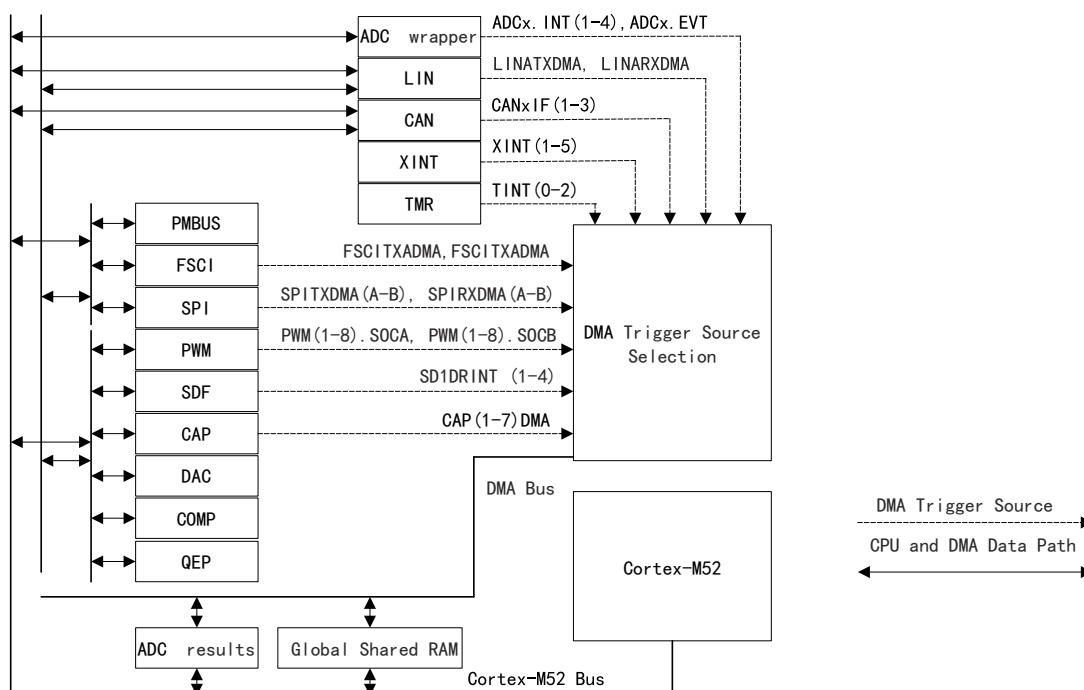 ADC wrapper
ADCx.INT(1-4), ADCx.EVT
LIN
LINATXDMA, LINARXDMA
CAN
CANxIF(1-3)
XINT
XINT(1-5)
TMR
TINT(0-2)
PMBUS
FSCI
FSCITXADMA,FSCITXADMA
SPI
SPITXDMA(A-B), SPIRXDMA(A-B)
PWM
PWM(1-8).SOCA, PWM(1-8).SOCB
SDF
SD1DRINT (1-4)
CAP
CAP(1-7)DMA
DAC
COMP
QEP
DMA Trigger Source
Selection
DMA Bus
Cortex-M52
DMA Trigger Source
CPU and DMA Data Path
ADC results
Global Shared RAM
Cortex-M52 Bus